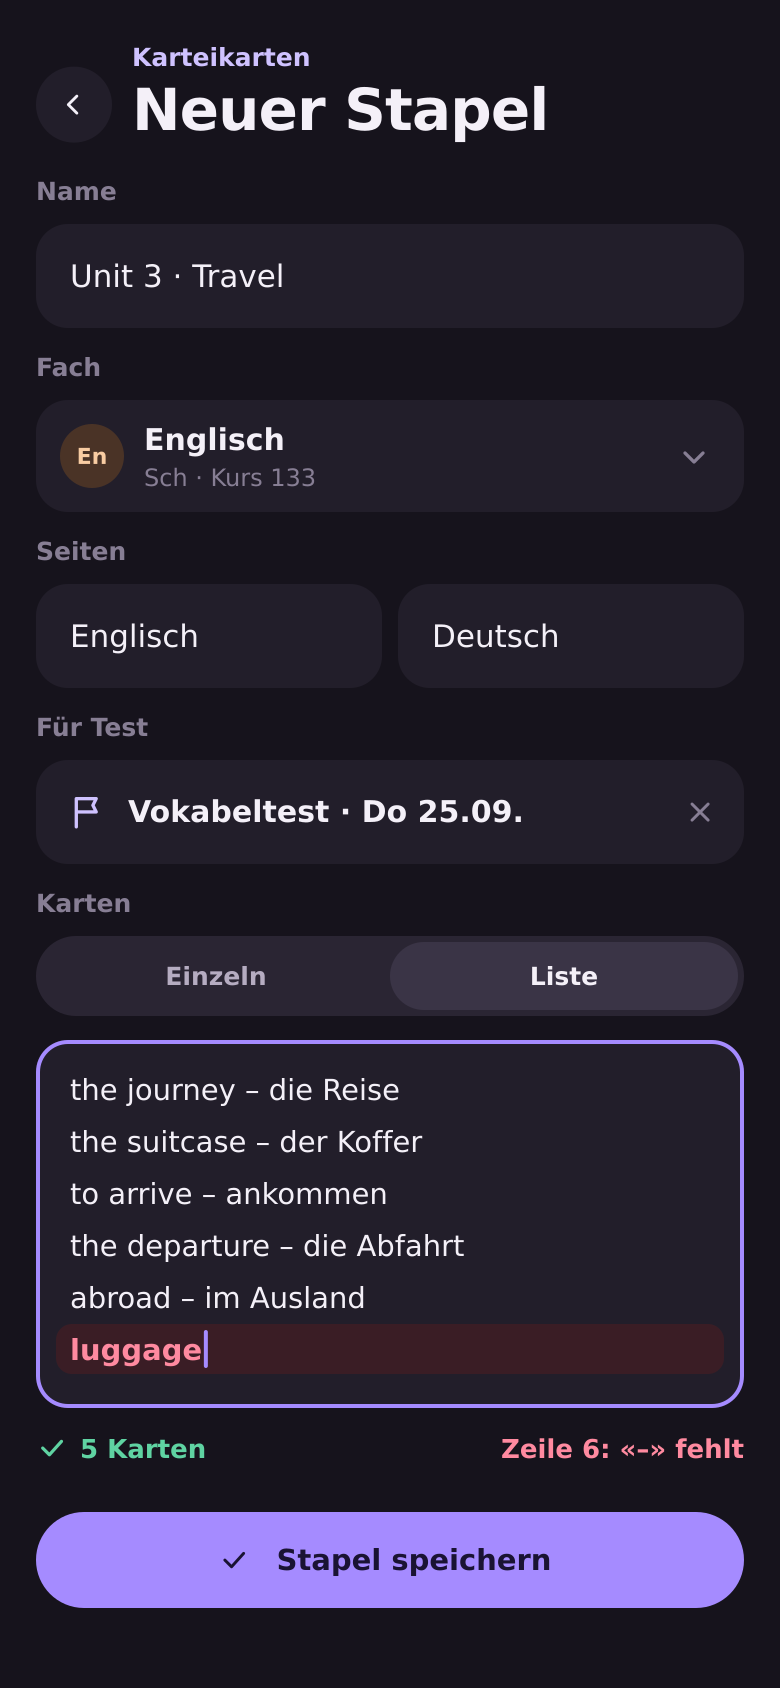 Karteikarten
Neuer Stapel
Name
Unit 3 · Travel
Fach
En
Englisch
Sch · Kurs 133
Seiten
Englisch
Deutsch
Für Test
Vokabeltest · Do 25.09.
Karten
Einzeln
Liste
the journey – die Reise
the suitcase – der Koffer
to arrive – ankommen
the departure – die Abfahrt
abroad – im Ausland
luggage
5 Karten
Zeile 6: «–» fehlt
Stapel speichern